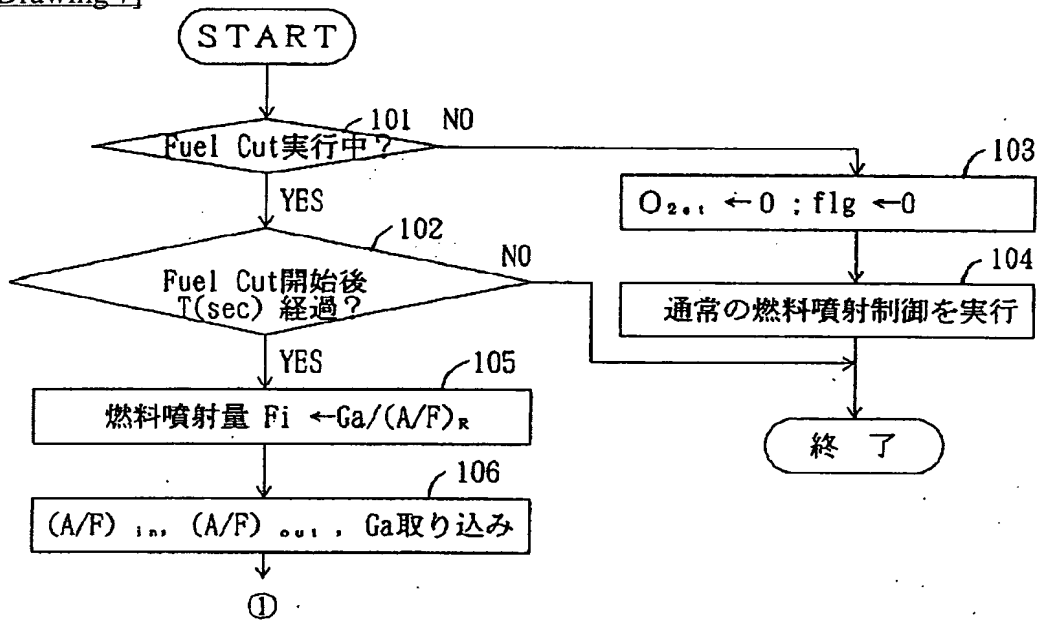 Drawing 7]
START
101
NO
Fuel Cut実行中?
YES
103
O₂ₛₜ ←0 ; flg ←0
102
NO
Fuel Cut開始後
T(sec) 経過?
YES
104
通常の燃料噴射制御を実行
105
燃料噴射量 Fi ←Ga/(A/F)R
終 了
106
(A/F) in, (A/F) out , Ga取り込み
①